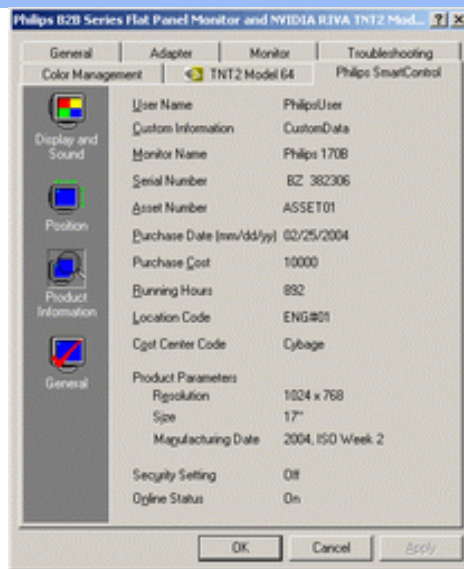 Philips B2B Series Flat Panel Monitor and NVIDIA RIVA TNT2 Mod... ? X
General Adapter Monitor Troubleshooting
Color Management TNT2 Model 64 Philips SmartControl
Display and
Sound
Position
Product
Information
General
User Name PhilipsUser
Custom Information CustomData
Monitor Name Philips 170B
Serial Number BZ 382306
Asset Number ASSET01
Purchase Date (mm/dd/yy) 02/25/2004
Purchase Cost 10000
Running Hours 892
Location Code ENG#01
Cost Center Code Cybage
Product Parameters
Resolution 1024 x 768
Size 17"
Manufacturing Date 2004, ISO Week 2
Security Setting Off
Online Status On
OK Cancel Apply